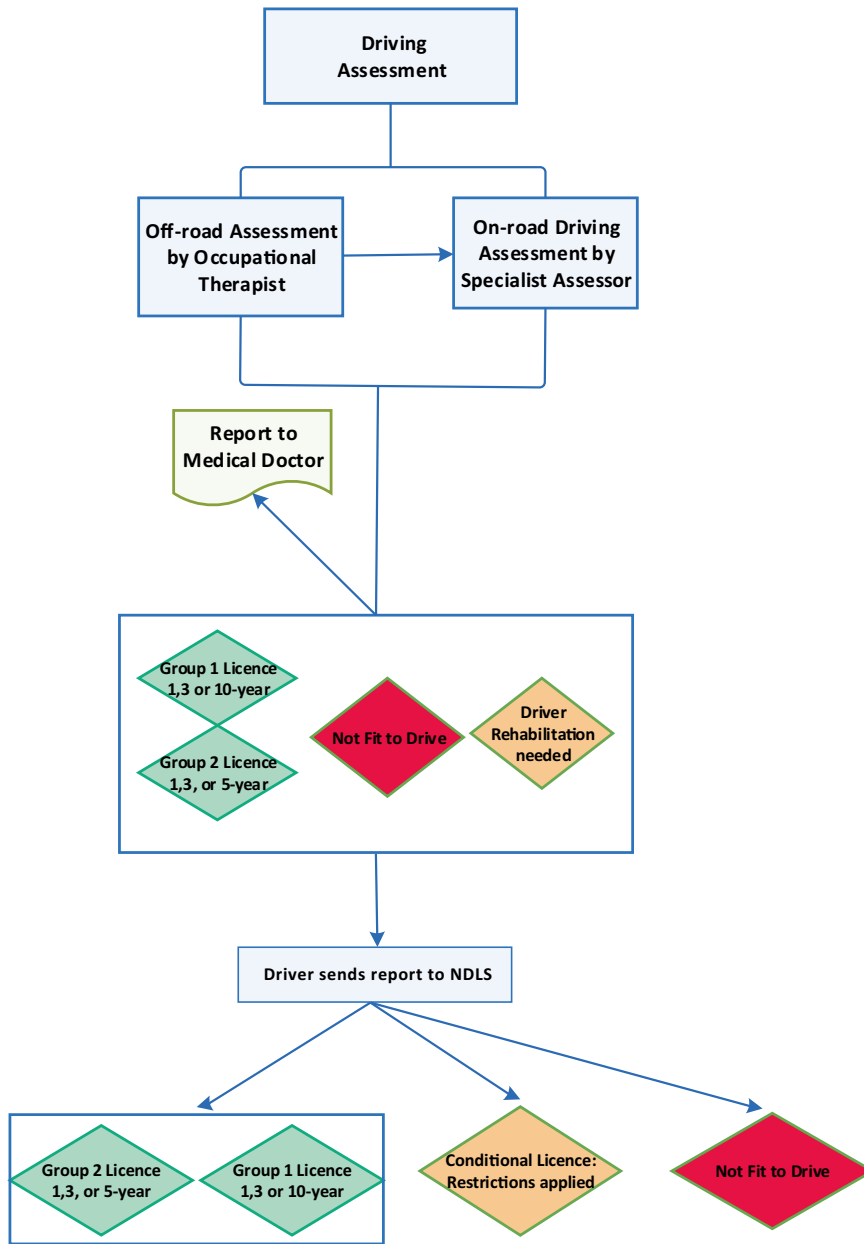 Driving
Assessment
Off-road Assessment
by Occupational
Therapist
On-road Driving
Assessment by
Specialist Assessor
Report to
Medical Doctor
Group 1 Licence
1,3 or 10-year
Group 2 Licence
1,3, or 5-year
Not Fit to Drive
Driver
Rehabilitation
needed
Driver sends report to NDLS
Group 2 Licence
1,3, or 5-year
Group 1 Licence
1,3 or 10-year
Conditional Licence:
Restrictions applied
Not Fit to Drive